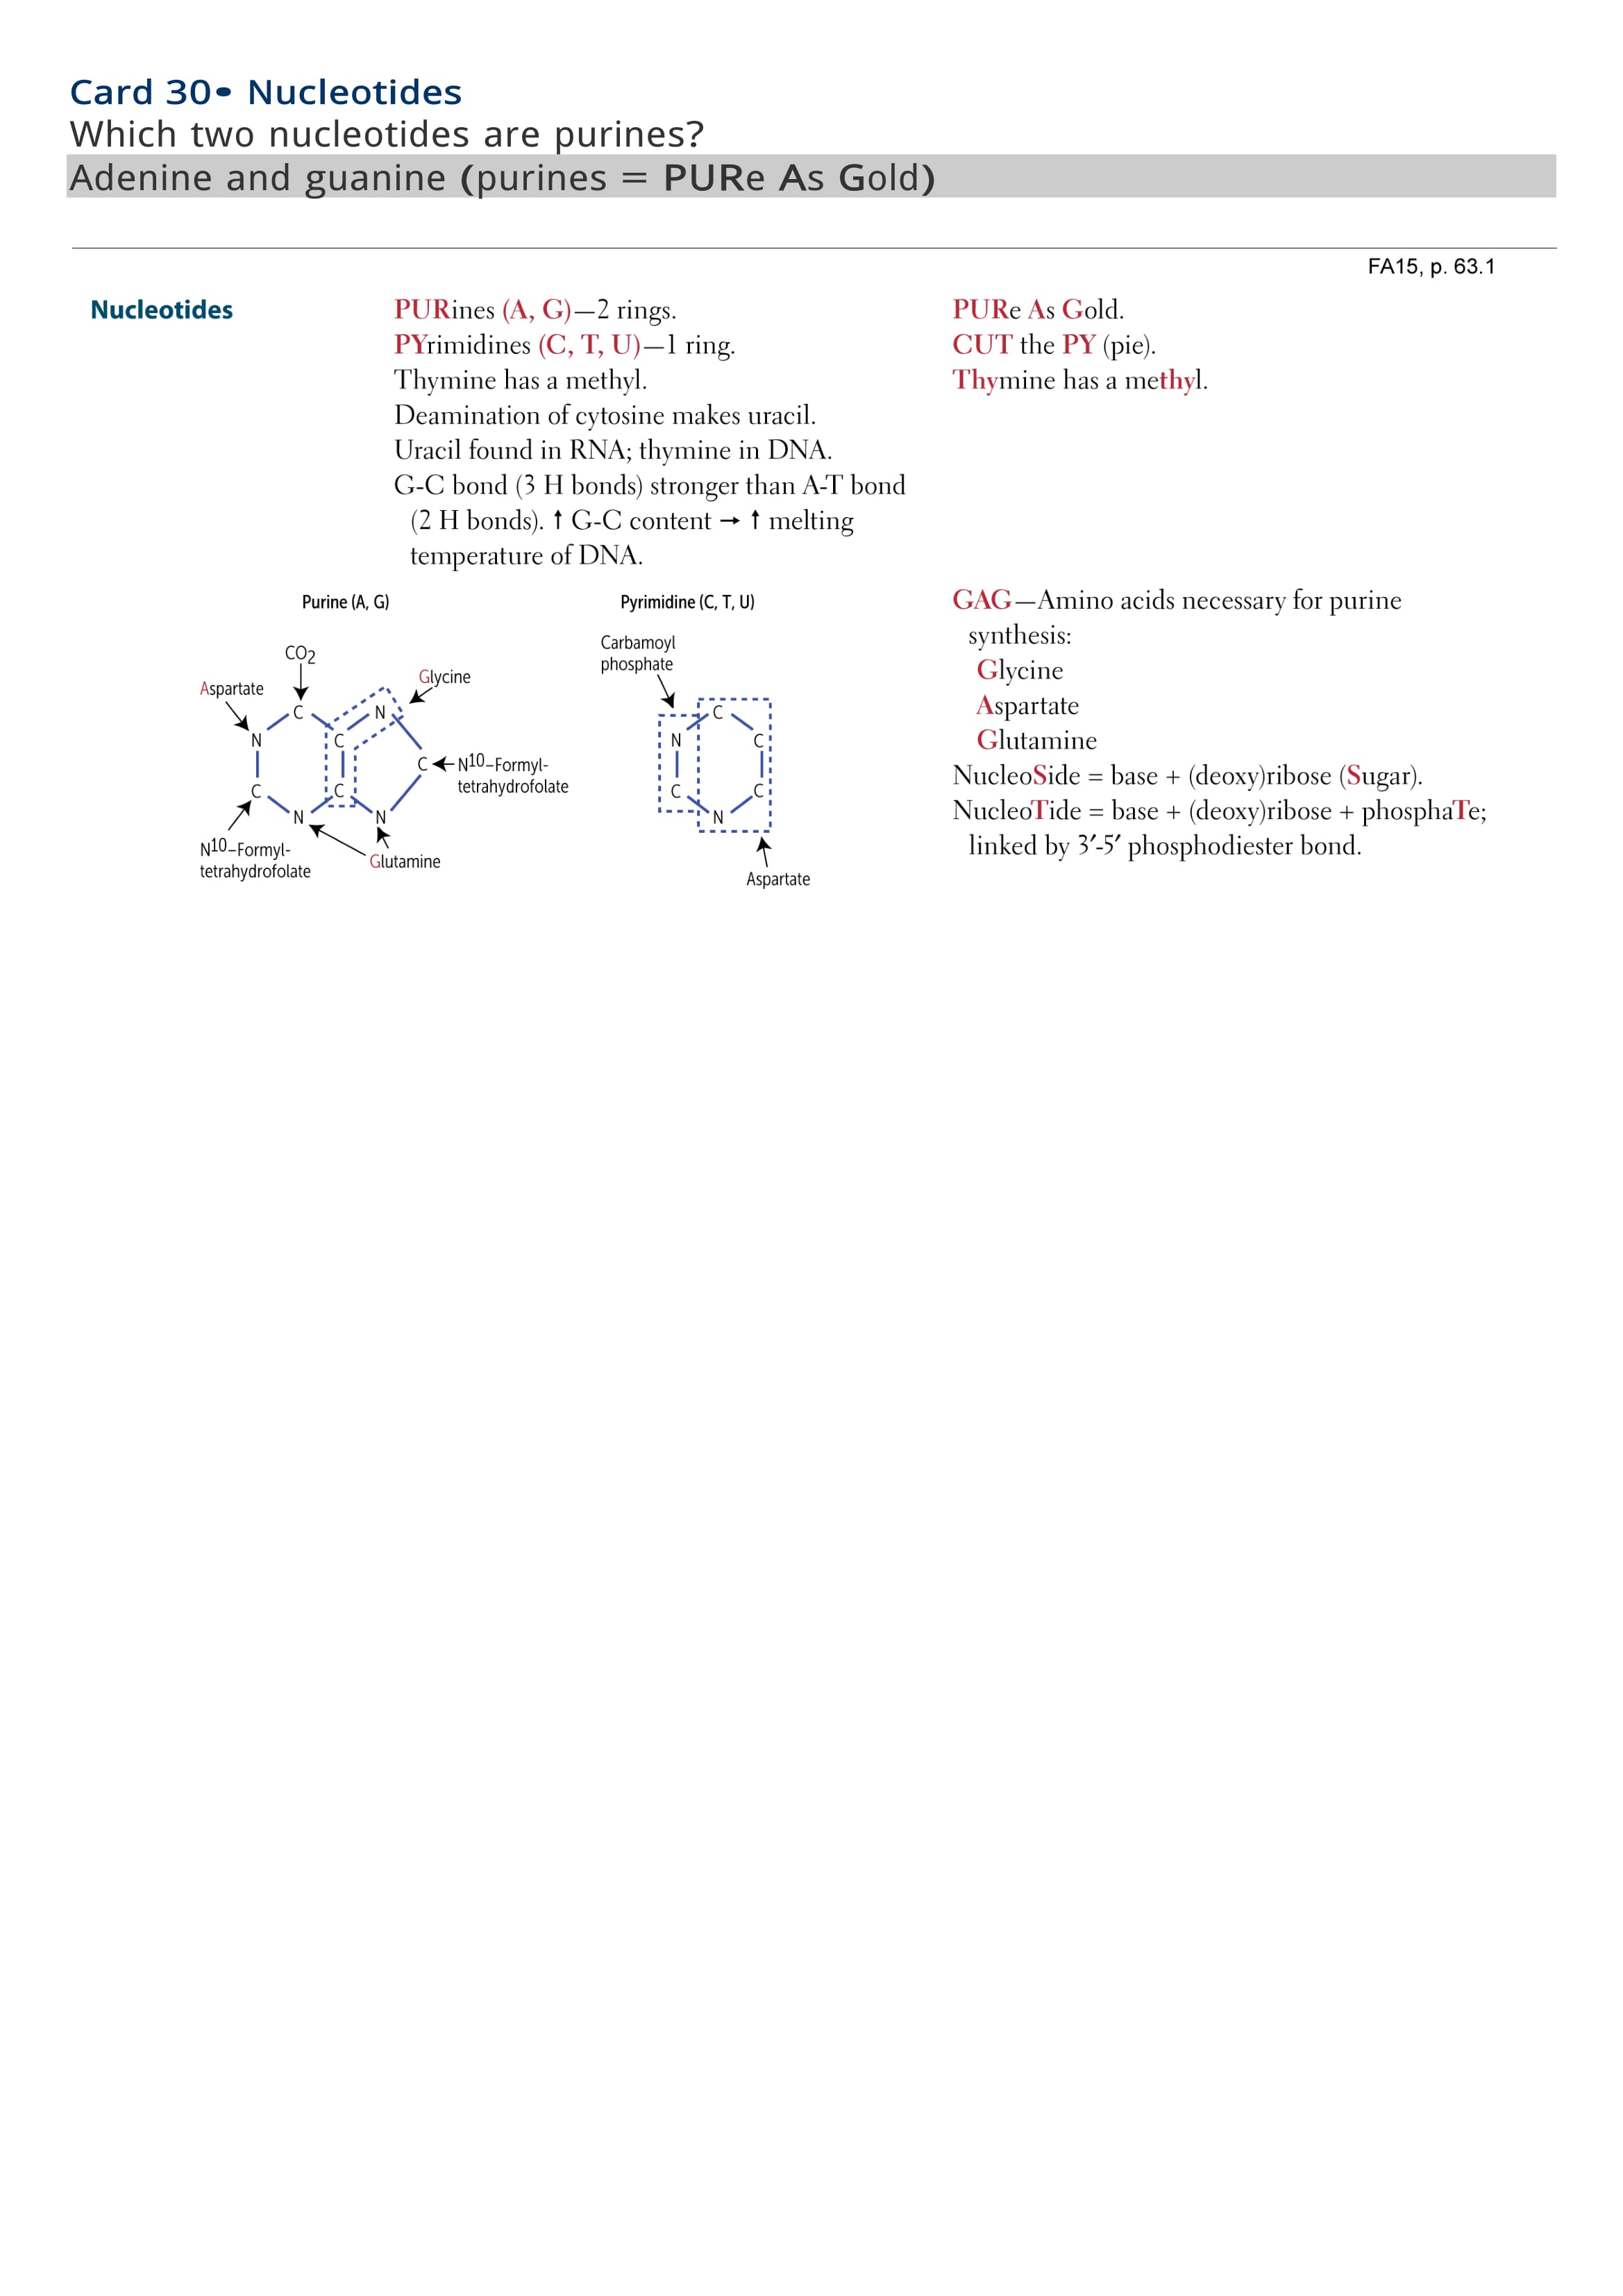 Card 30• Nucleotides
Which two nucleotides are purines?
Adenine and guanine (purines = PURe As Gold)
FA15, p. 63.1
Nucleotides
PURines (A, G)—2 rings.
PYrimidines (C, T, U)—1 ring.
Thymine has a methyl.
Deamination of cytosine makes uracil.
Uracil found in RNA; thymine in DNA.
G-C bond (3 H bonds) stronger than A-T bond
(2 H bonds). ↑ G-C content → ↑ melting
temperature of DNA.
PURe As Gold.
CUT the PY (pie).
Thymine has a methyl.
Purine (A, G)
CO2
Aspartate
Glycine
C
N
N
C
C
N10–Formyl-
tetrahydrofolate
C
C
N
N
N10–Formyl-
tetrahydrofolate
Glutamine
Pyrimidine (C, T, U)
Carbamoyl
phosphate
C
N
C
C
C
N
Aspartate
GAG—Amino acids necessary for purine
synthesis:
Glycine
Aspartate
Glutamine
NucleoSide = base + (deoxy)ribose (Sugar).
NucleoTide = base + (deoxy)ribose + phosphaTe;
linked by 3′-5′ phosphodiester bond.